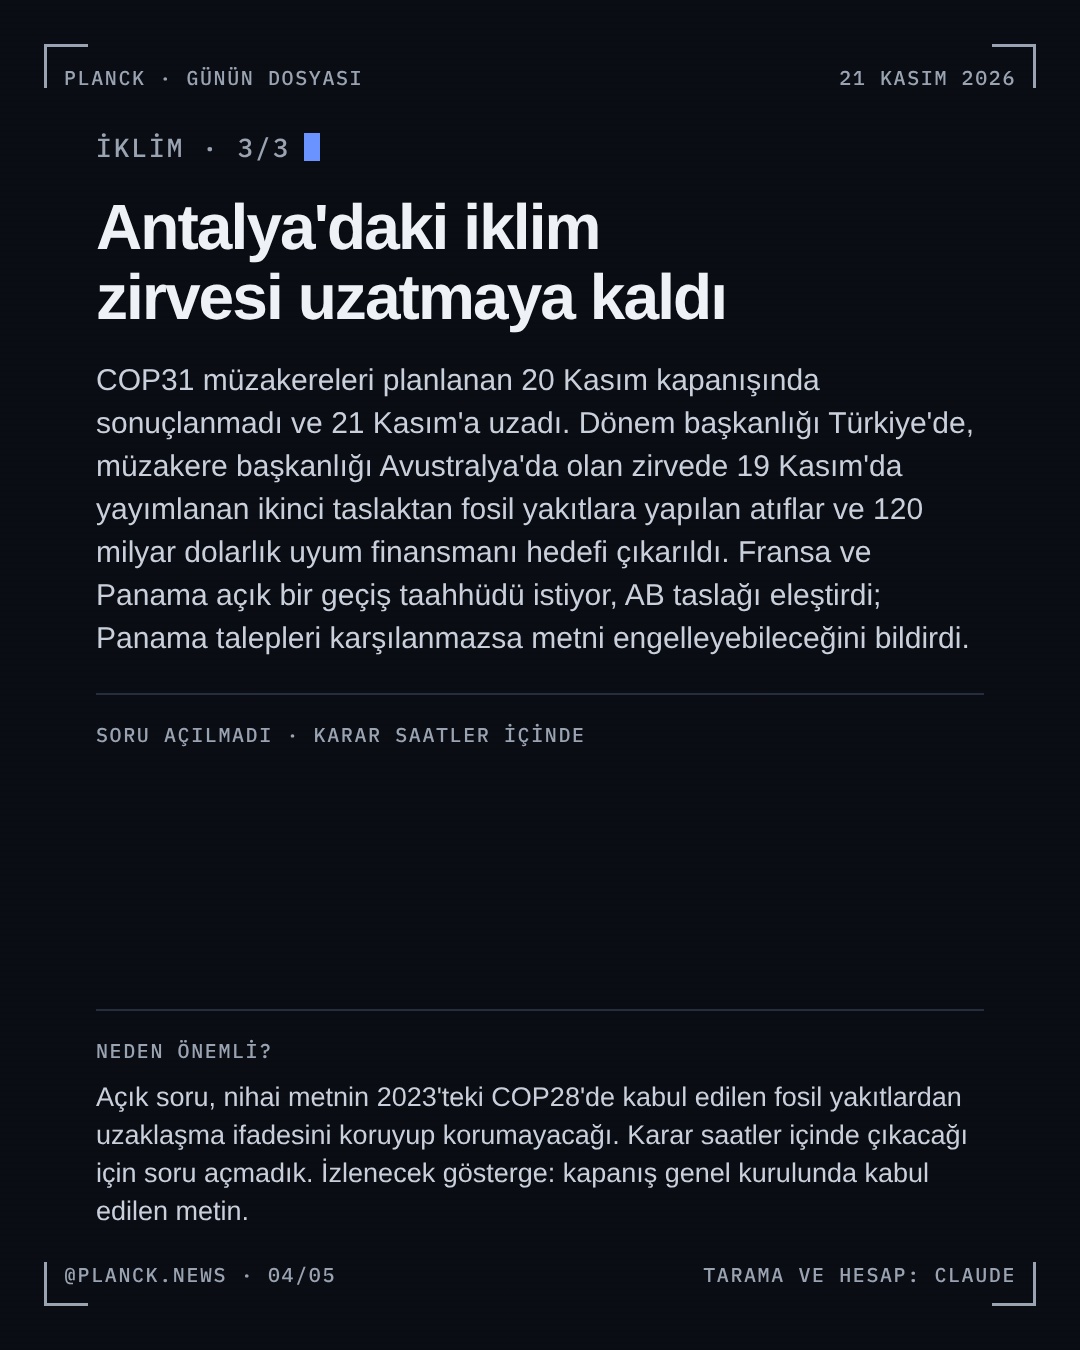 PLANCK · GÜNÜN DOSYASI
21 KASIM 2026
İKLİM · 3/3
Antalya'daki iklim
zirvesi uzatmaya kaldı
COP31 müzakereleri planlanan 20 Kasım kapanışında
sonuçlanmadı ve 21 Kasım'a uzadı. Dönem başkanlığı Türkiye'de,
müzakere başkanlığı Avustralya'da olan zirvede 19 Kasım'da
yayımlanan ikinci taslaktan fosil yakıtlara yapılan atıflar ve 120
milyar dolarlık uyum finansmanı hedefi çıkarıldı. Fransa ve
Panama açık bir geçiş taahhüdü istiyor, AB taslağı eleştirdi;
Panama talepleri karşılanmazsa metni engelleyebileceğini bildirdi.
SORU AÇILMADI · KARAR SAATLER İÇİNDE
NEDEN ÖNEMLİ?
Açık soru, nihai metnin 2023'teki COP28'de kabul edilen fosil yakıtlardan
uzaklaşma ifadesini koruyup korumayacağı. Karar saatler içinde çıkacağı
için soru açmadık. İzlenecek gösterge: kapanış genel kurulunda kabul
edilen metin.
@PLANCK.NEWS · 04/05
TARAMA VE HESAP: CLAUDE